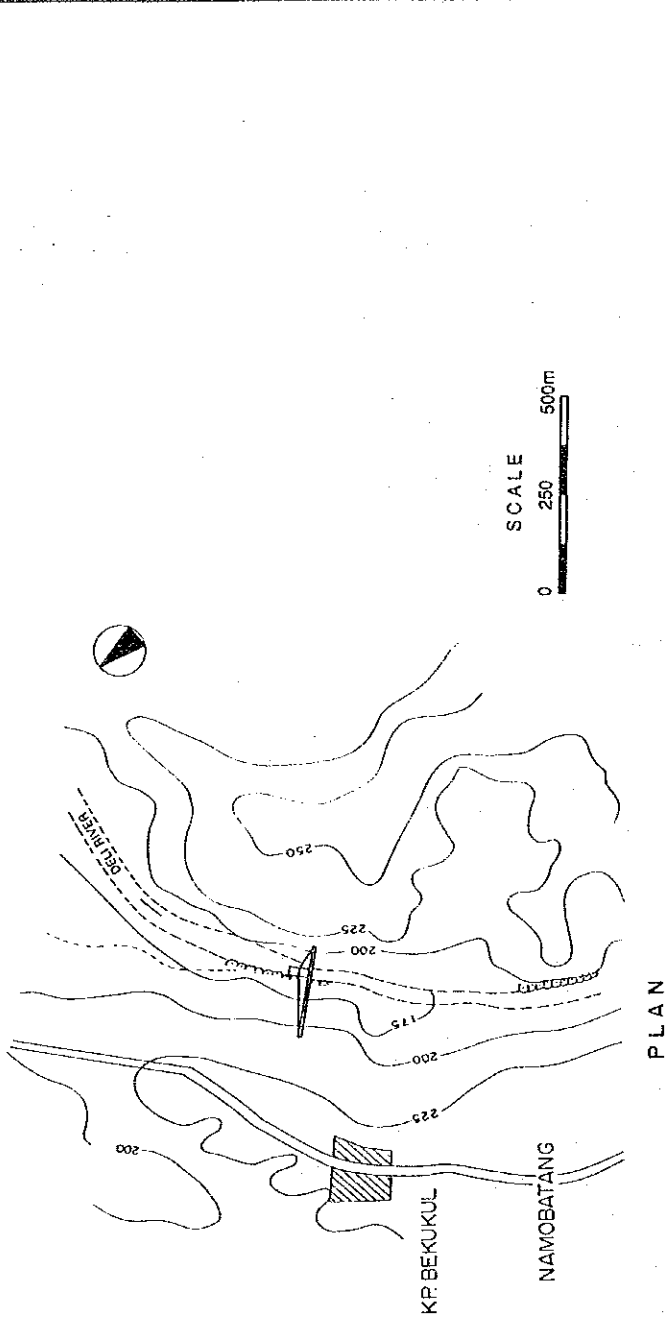 DELI RIVER
250
225
200
175
200
225
200
KP. BEKUKUL
NAMOBATANG
SCALE
0 250 500m
PLAN